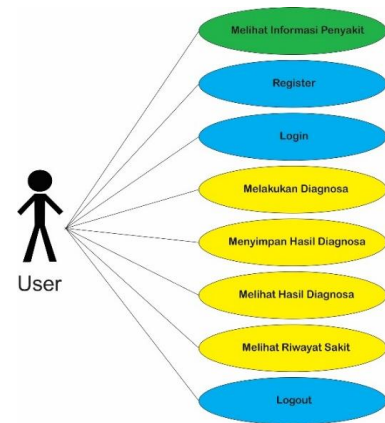 Melihat Informasi Penyakit
Register
Login
Melakukan Diagnosa
Menyimpan Hasil Diagnosa
User
Melihat Hasil Diagnosa
Melihat Riwayat Sakit
Logout